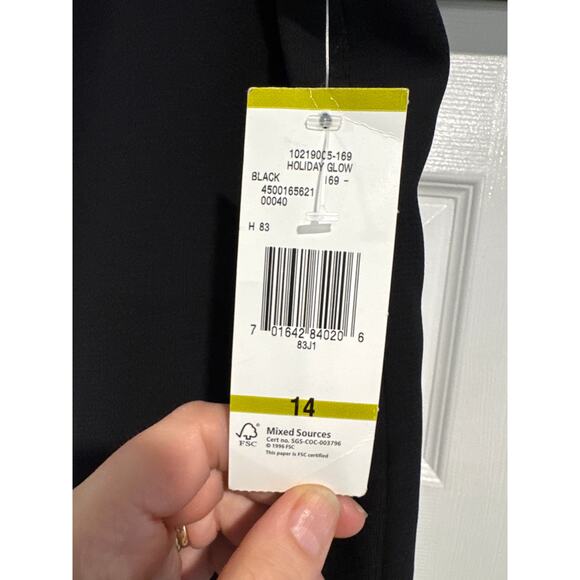 10219005-169
HOLIDAY GLOW
BLACK 169 -
4500165621
00040
H 83
7 01642 84020 6
83J1
14
FSC
Mixed Sources
Cert no. SGS-COC-003796
© 1996 FSC
This paper is FSC certified